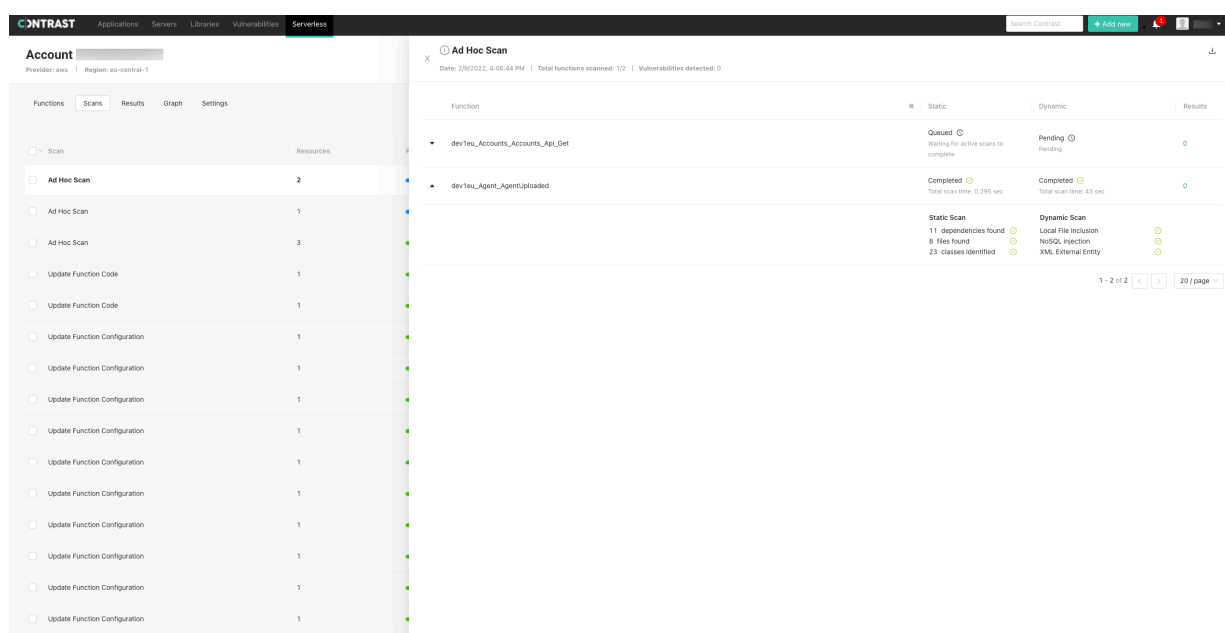 CONTRAST Applications Servers Libraries Vulnerabilities Serverless Search Contrast + Add new 1
Account
Provider: aws | Region: eu-central-1
Functions Scans Results Graph Settings
Scan Resources
Ad Hoc Scan 2
Ad Hoc Scan 1
Ad Hoc Scan 3
Update Function Code 1
Update Function Code 1
Update Function Configuration 1
Update Function Configuration 1
Update Function Configuration 1
Update Function Configuration 1
Update Function Configuration 1
Update Function Configuration 1
Update Function Configuration 1
Update Function Configuration 1
Update Function Configuration 1
Update Function Configuration 1
Ad Hoc Scan
Date: 2/9/2022, 4:06:44 PM | Total functions scanned: 1/2 | Vulnerabilities detected: 0
Function Static Dynamic Results
dev1eu_Accounts_Accounts_Api_Get
Queued
Waiting for active scans to
complete
Pending
Pending
0
dev1eu_Agent_AgentUploaded
Completed
Total scan time: 0.296 sec
Completed
Total scan time: 43 sec
0
Static Scan
11 dependencies found
8 files found
23 classes identified
Dynamic Scan
Local File Inclusion
NoSQL Injection
XML External Entity
1 - 2 of 2 < > 20 / page